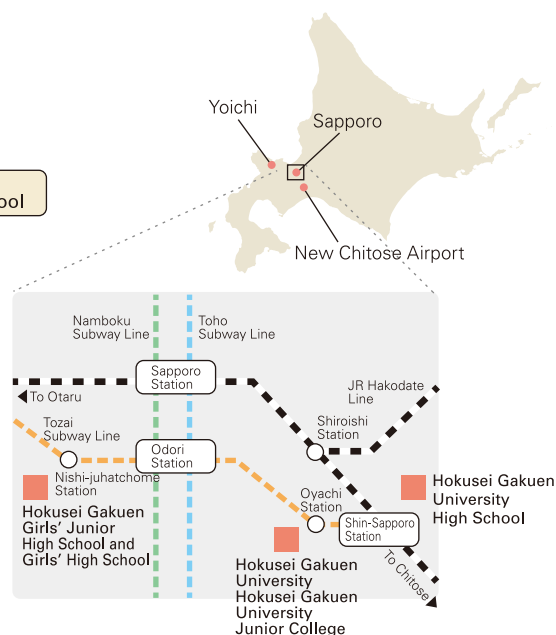 Yoichi
Sapporo
ool
New Chitose Airport
Namboku
Subway Line
Toho
Subway Line
Sapporo
Station
JR Hakodate
Line
To Otaru
Shiroishi
Station
Tozai
Subway Line
Odori
Station
Nishi-juhatchome
Station
Oyachi
Station
Hokusei Gakuen
University
High School
Hokusei Gakuen
Girls' Junior
High School and
Girls' High School
Shin-Sapporo
Station
To Chitose
Hokusei Gakuen
University
Hokusei Gakuen
University
Junior College